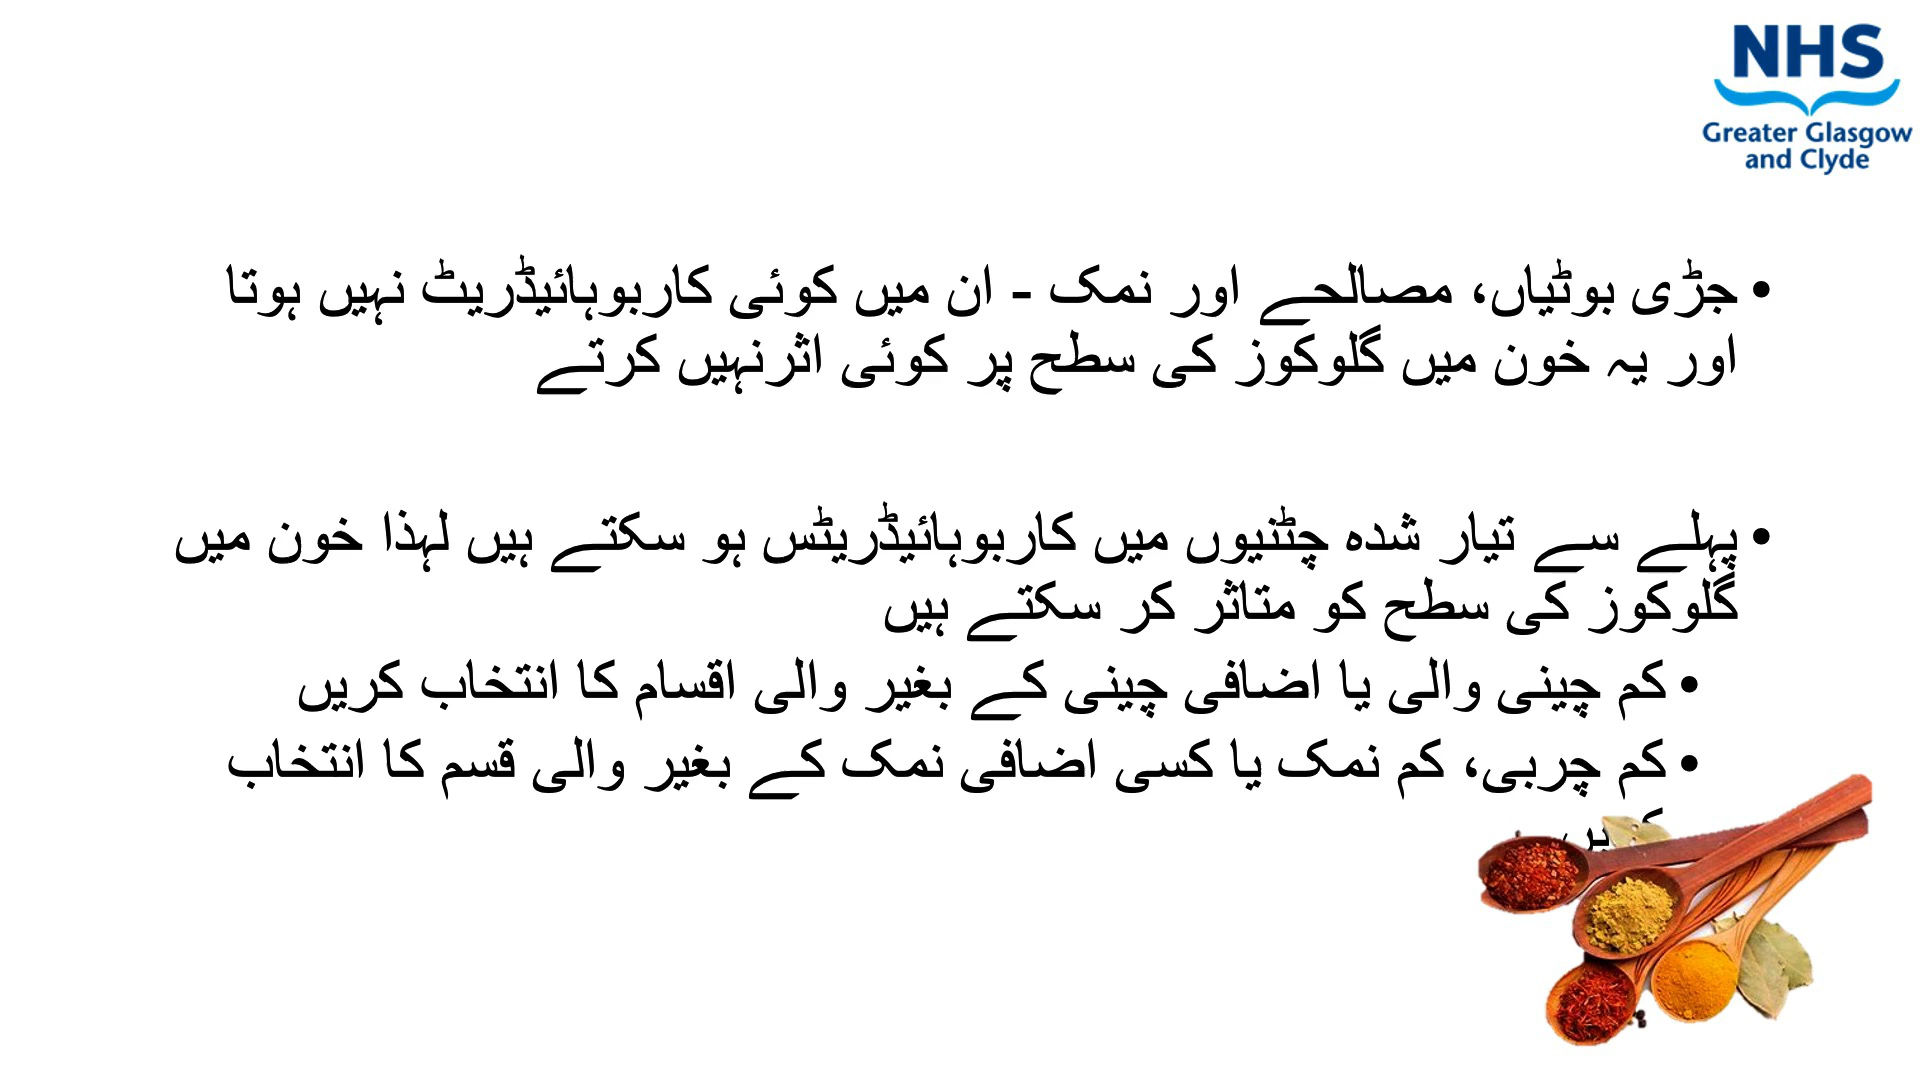 NHS
Greater Glasgow
and Clyde
• جڑی بوٹیاں، مصالحے اور نمک - ان میں کوئی کاربوہائیڈریٹ نہیں ہوتا
اور یہ خون میں گلوکوز کی سطح پر کوئی اثرنہیں کرتے
• پہلے سے تیار شدہ چٹنیوں میں کاربوہائیڈریٹس ہو سکتے ہیں لہذا خون میں
گلوکوز کی سطح کو متاثر کر سکتے ہیں
• کم چینی والی یا اضافی چینی کے بغیر والی اقسام کا انتخاب کریں
• کم چربی، کم نمک یا کسی اضافی نمک کے بغیر والی قسم کا انتخاب